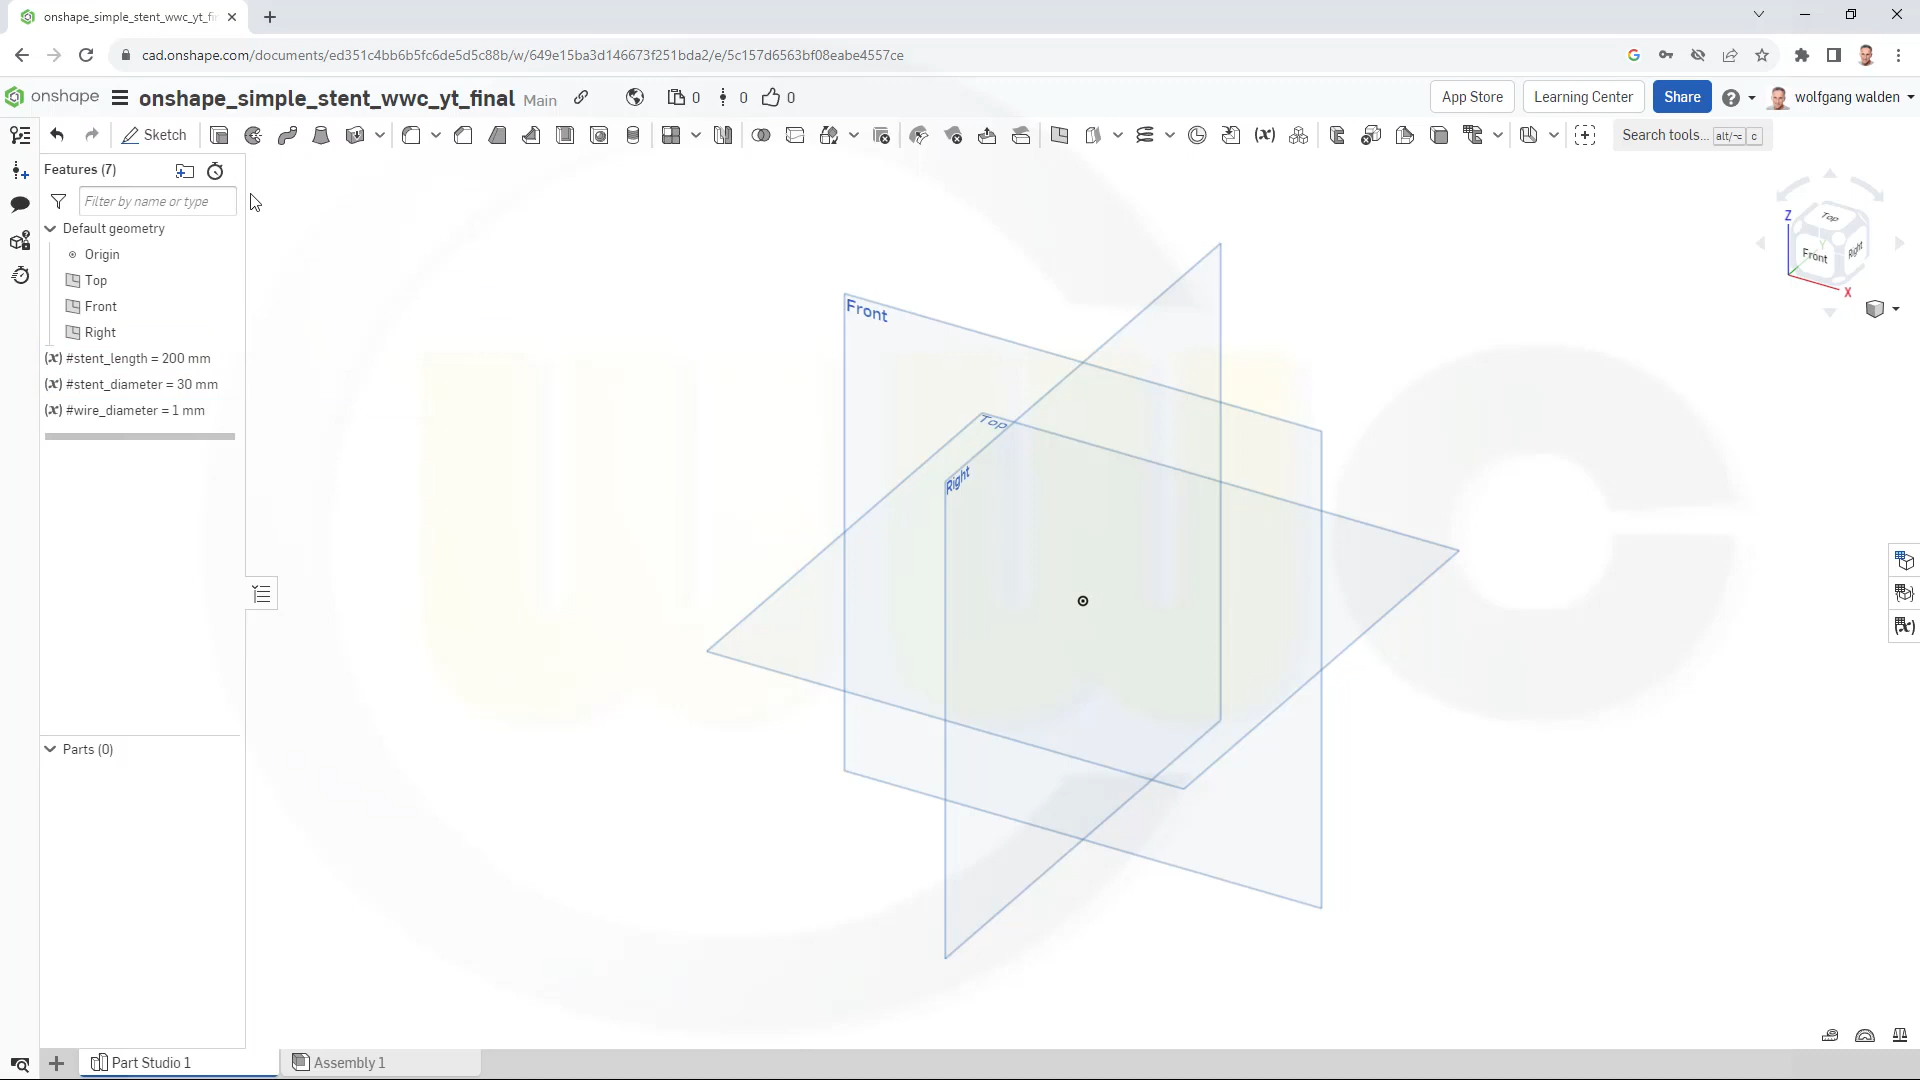 onshape_simple_stent_wwc_yt_fi
cad.onshape.com/documents/ed351c4bb6b5fc6de5d5c88b/w/649e15ba3d146673f251bda2/e/5c157d6563bf08eabe4557ce
onshape onshape_simple_stent_wwc_yt_final Main 0 0 0 App Store Learning Center Share wolfgang walden
Sketch Search tools... alt/⌥ c
Features (7)
Filter by name or type
Default geometry
Origin
Top
Front
Right
(x) #stent_length = 200 mm
(x) #stent_diameter = 30 mm
(x) #wire_diameter = 1 mm
Parts (0)
Front
Top
Right
Z
Top
Front
Right
Y
X
wwc
Part Studio 1
Assembly 1